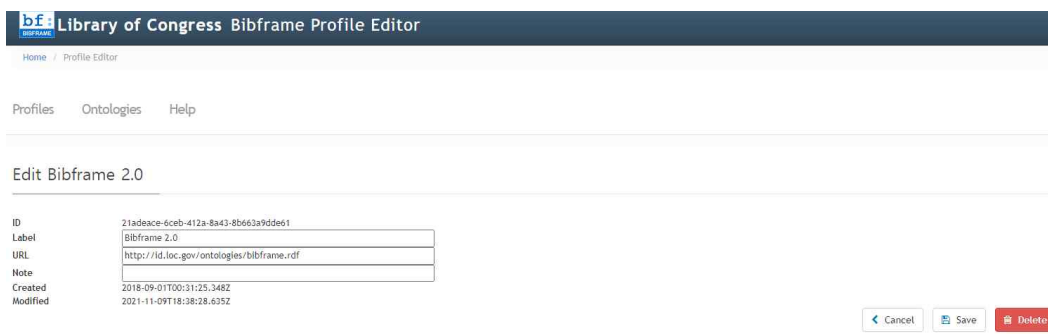 bf:
BIBFRAME
Library of Congress Bibframe Profile Editor
Home / Profile Editor
Profiles Ontologies Help
Edit Bibframe 2.0
ID 21adeace-6ceb-412a-8a43-8b663a9dde61
Label Bibframe 2.0
URL http://id.loc.gov/ontologies/bibframe.rdf
Note
Created 2018-09-01T00:31:25.348Z
Modified 2021-11-09T18:38:28.635Z
Cancel Save Delete